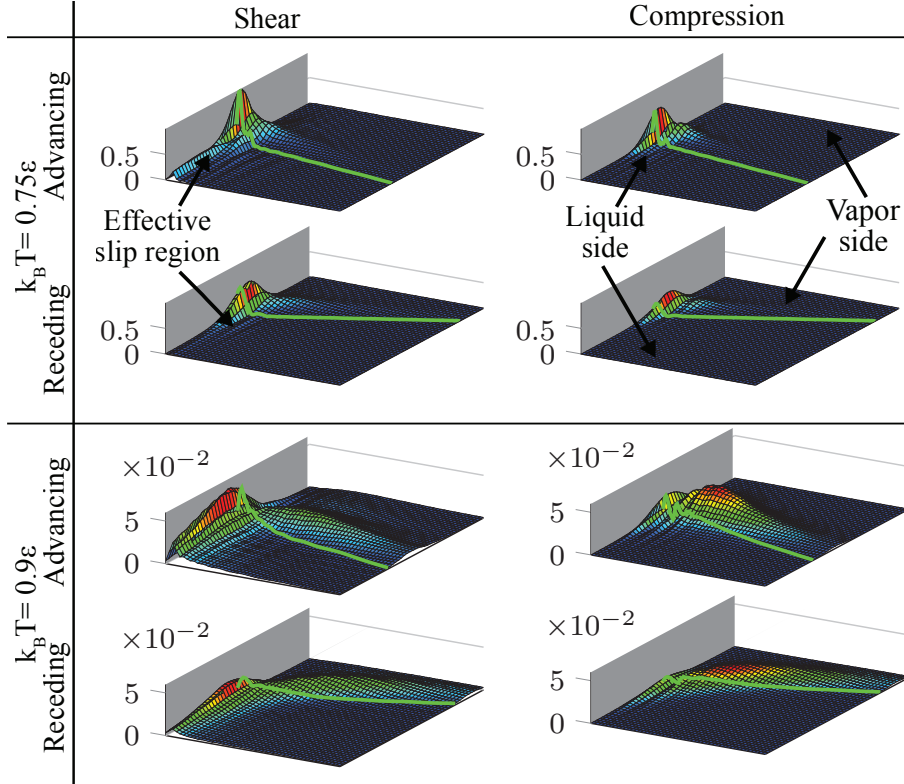 Shear
Compression
k_B T= 0.75ε
Advancing
Receding
0.5
0
0.5
0
Effective
slip region
0.5
0
0.5
0
Liquid
side
Vapor
side
k_B T= 0.9ε
Advancing
Receding
×10⁻²
5
0
×10⁻²
5
0
×10⁻²
5
0
×10⁻²
5
0